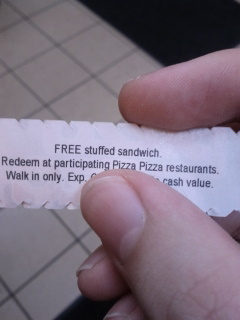 FREE stuffed sandwich.
Redeem at participating Pizza Pizza restaurants.
Walk in only. Exp. cash value.